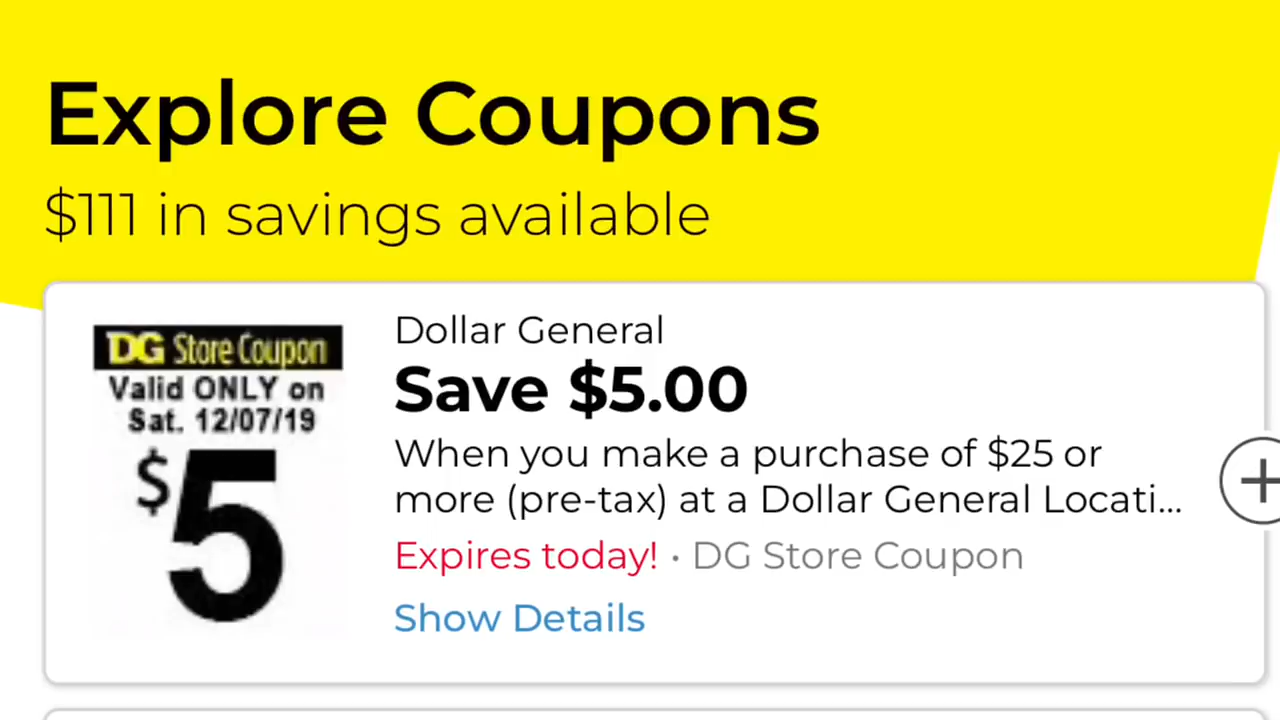 Explore Coupons
$111 in savings available
DG Store Coupon
Valid ONLY on
Sat. 12/07/19
$5
Dollar General
Save $5.00
When you make a purchase of $25 or
more (pre-tax) at a Dollar General Locati...
Expires today! • DG Store Coupon
Show Details